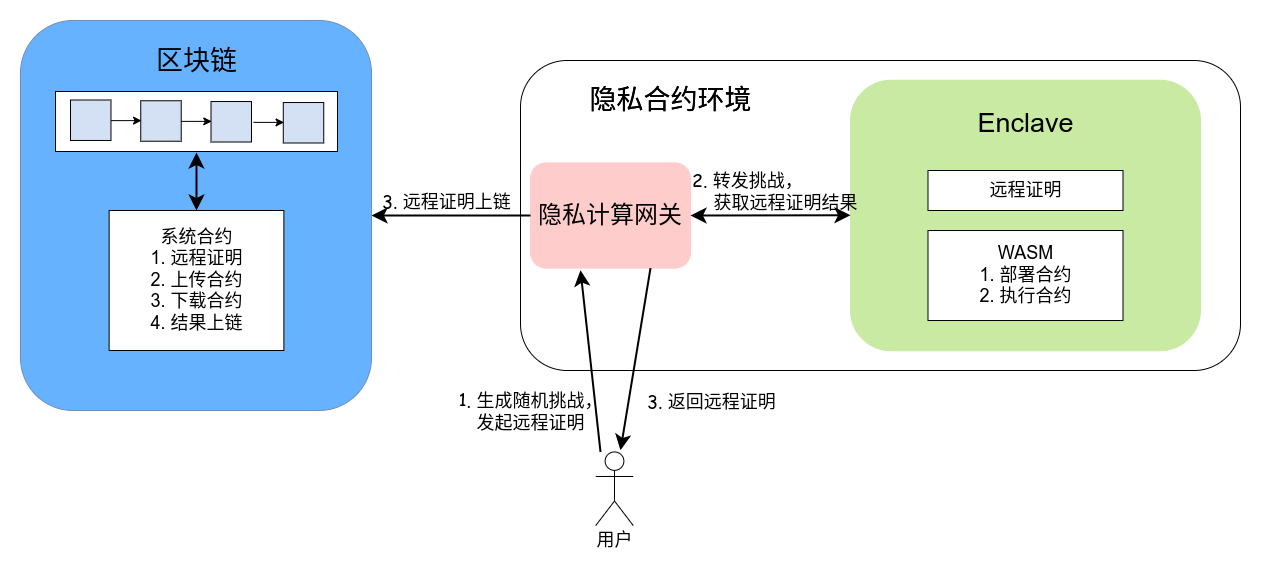 区块链
系统合约
1. 远程证明
2. 上传合约
3. 下载合约
4. 结果上链
3. 远程证明上链
隐私合约环境
隐私计算网关
2. 转发挑战，
获取远程证明结果
Enclave
远程证明
WASM
1. 部署合约
2. 执行合约
1. 生成随机挑战，
发起远程证明
3. 返回远程证明
用户